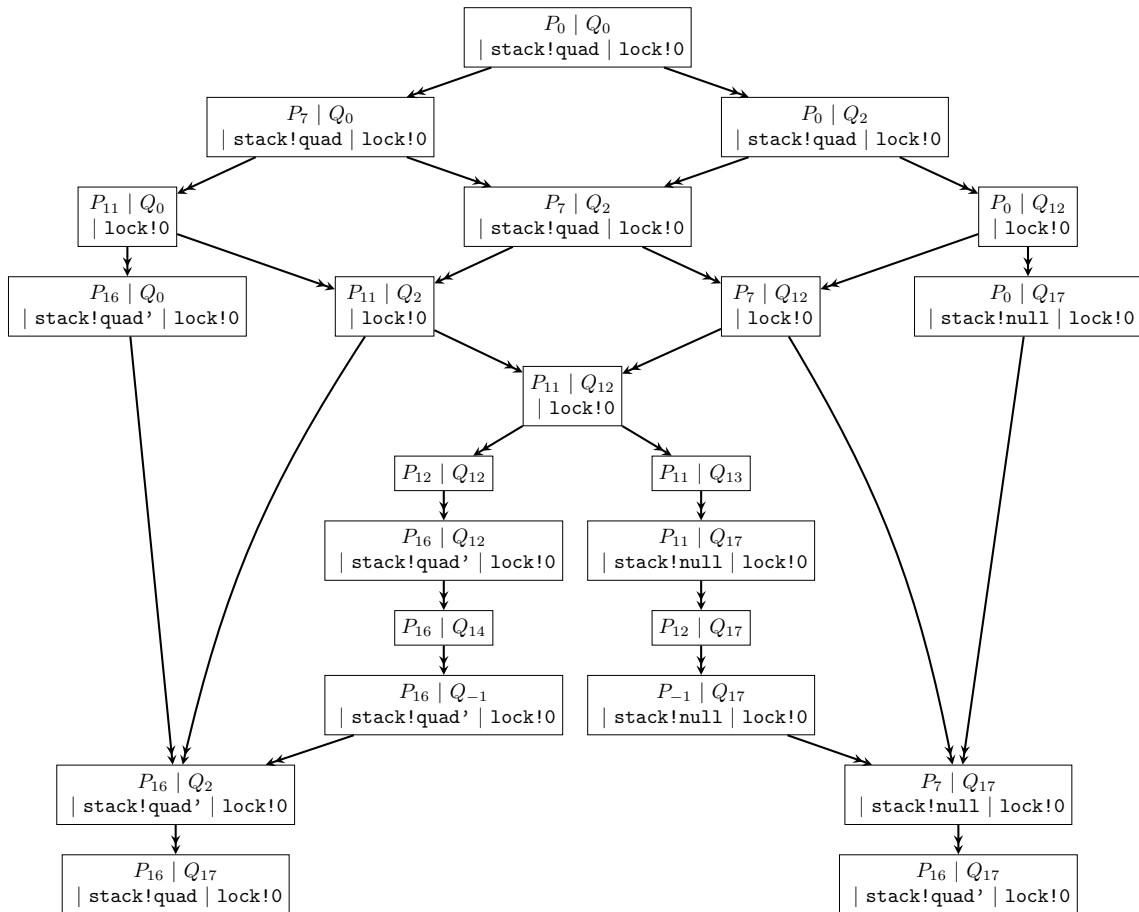 P₀ | Q₀
| stack!quad | lock!0
P₇ | Q₀
| stack!quad | lock!0
P₀ | Q₂
| stack!quad | lock!0
P₁₁ | Q₀
| lock!0
P₇ | Q₂
| stack!quad | lock!0
P₀ | Q₁₂
| lock!0
P₁₆ | Q₀
| stack!quad' | lock!0
P₁₁ | Q₂
| lock!0
P₇ | Q₁₂
| lock!0
P₀ | Q₁₇
| stack!null | lock!0
P₁₁ | Q₁₂
| lock!0
P₁₂ | Q₁₂
P₁₁ | Q₁₃
P₁₆ | Q₁₂
| stack!quad' | lock!0
P₁₁ | Q₁₇
| stack!null | lock!0
P₁₆ | Q₁₄
P₁₂ | Q₁₇
P₁₆ | Q₋₁
| stack!quad' | lock!0
P₋₁ | Q₁₇
| stack!null | lock!0
P₁₆ | Q₂
| stack!quad' | lock!0
P₇ | Q₁₇
| stack!null | lock!0
P₁₆ | Q₁₇
| stack!quad | lock!0
P₁₆ | Q₁₇
| stack!quad' | lock!0